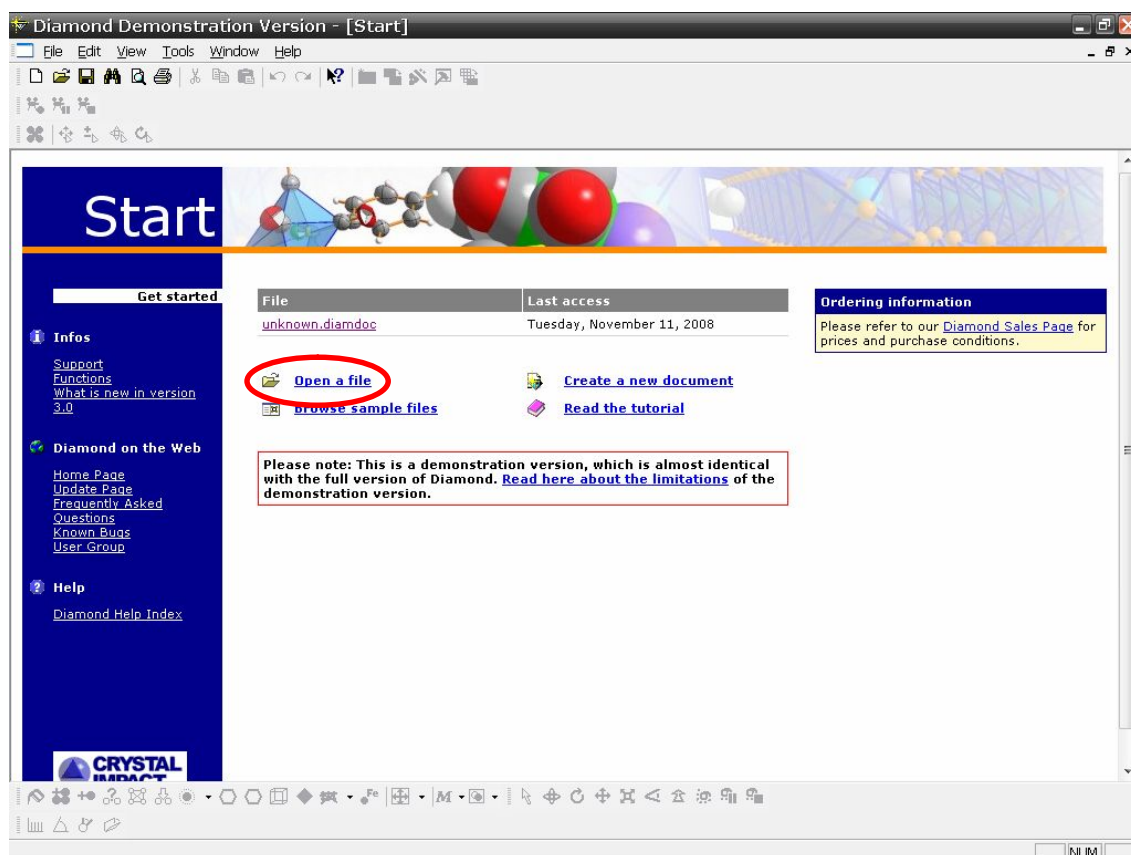 Diamond Demonstration Version - [Start]
File Edit View Tools Window Help
Start
Get started
Infos
Support
Functions
What is new in version
3.0
Diamond on the Web
Home Page
Update Page
Frequently Asked
Questions
Known Bugs
User Group
Help
Diamond Help Index
CRYSTAL
IMPACT
File Last access
unknown.diamdoc Tuesday, November 11, 2008
Open a file Create a new document
Browse sample files Read the tutorial
Please note: This is a demonstration version, which is almost identical
with the full version of Diamond. Read here about the limitations of the
demonstration version.
Ordering information
Please refer to our Diamond Sales Page for
prices and purchase conditions.
Fe
M
NUM